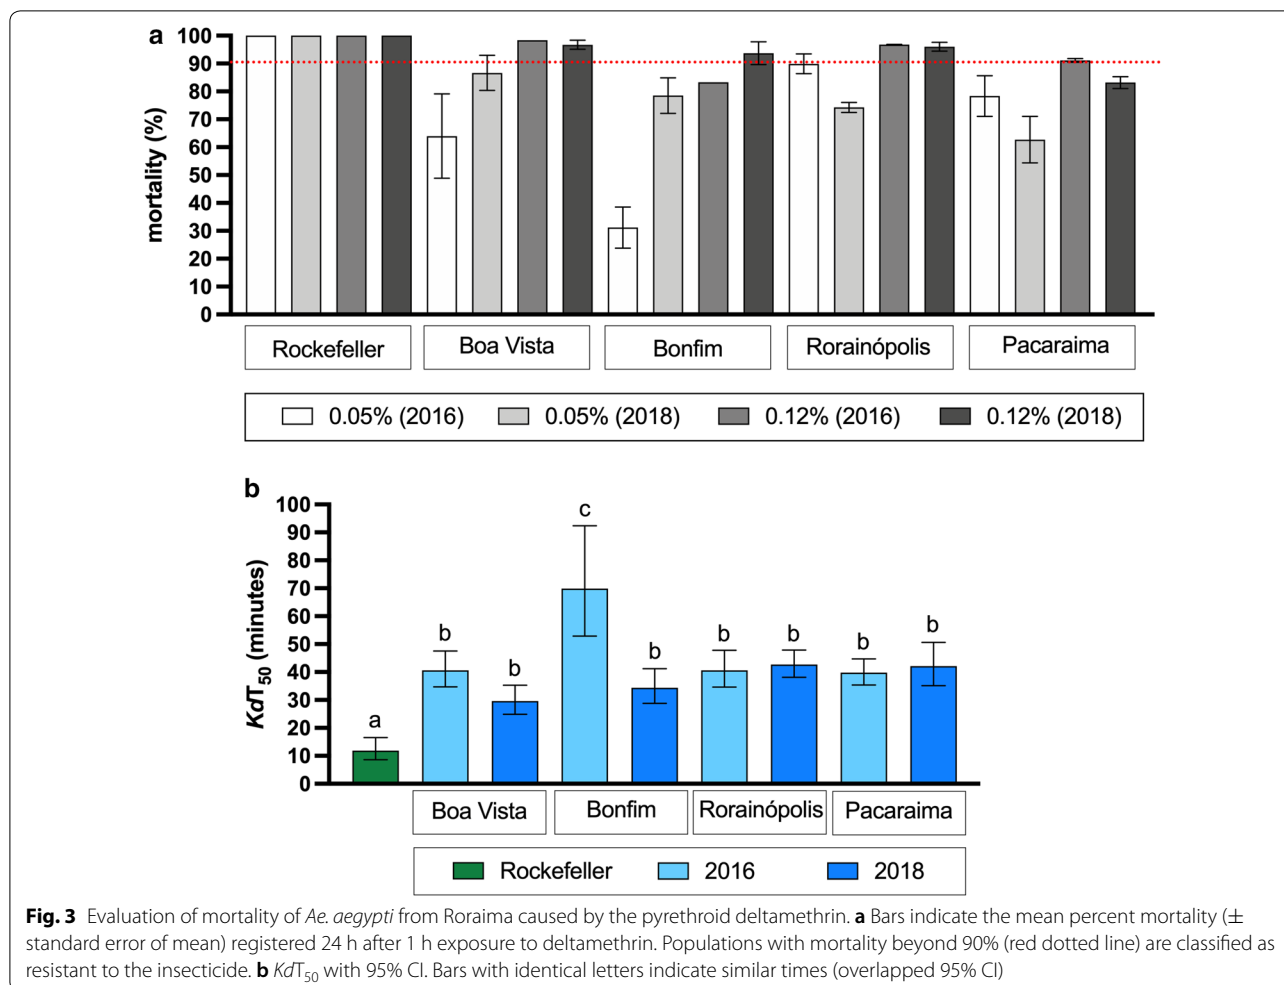 a
mortality (%)
100
90
80
70
60
50
40
30
20
10
0
Rockefeller Boa Vista Bonfim Rorainópolis Pacaraima
0.05% (2016) 0.05% (2018) 0.12% (2016) 0.12% (2018)
b
KdT50 (minutes)
100
90
80
70
60
50
40
30
20
10
0
a b b c b b b b b
Boa Vista Bonfim Rorainópolis Pacaraima
Rockefeller 2016 2018
Fig. 3 Evaluation of mortality of Ae. aegypti from Roraima caused by the pyrethroid deltamethrin. a Bars indicate the mean percent mortality (±
standard error of mean) registered 24 h after 1 h exposure to deltamethrin. Populations with mortality beyond 90% (red dotted line) are classified as
resistant to the insecticide. b KdT50 with 95% CI. Bars with identical letters indicate similar times (overlapped 95% CI)